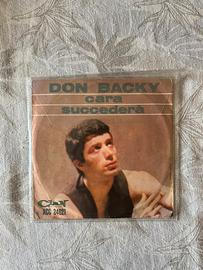 DON BACKY
cara
succederà
Clan
ACC 24021